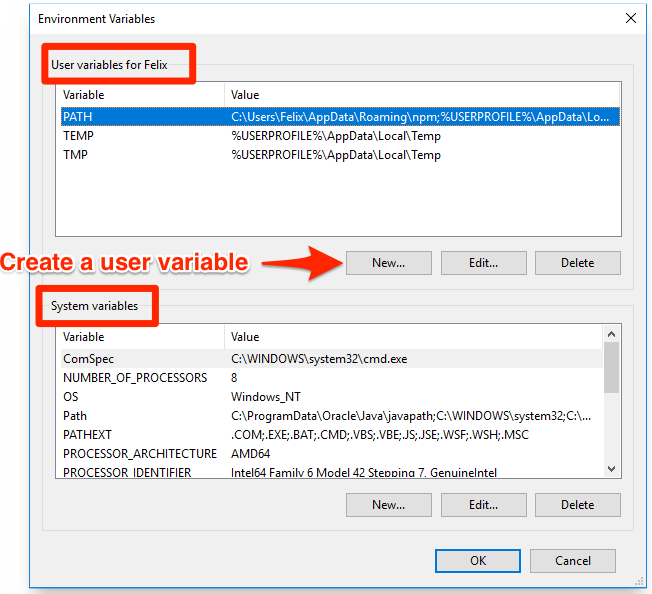 Environment Variables
User variables for Felix
Variable Value
PATH C:\Users\Felix\AppData\Roaming\npm;%USERPROFILE%\AppData\Lo...
TEMP %USERPROFILE%\AppData\Local\Temp
TMP %USERPROFILE%\AppData\Local\Temp
Create a user variable New... Edit... Delete
System variables
Variable Value
ComSpec C:\WINDOWS\system32\cmd.exe
NUMBER_OF_PROCESSORS 8
OS Windows_NT
Path C:\ProgramData\Oracle\Java\javapath;C:\WINDOWS\system32;C:\...
PATHEXT .COM;.EXE;.BAT;.CMD;.VBS;.VBE;.JS;.JSE;.WSF;.WSH;.MSC
PROCESSOR_ARCHITECTURE AMD64
PROCESSOR_IDENTIFIER Intel64 Family 6 Model 42 Stepping 7, GenuineIntel
New... Edit... Delete
OK Cancel